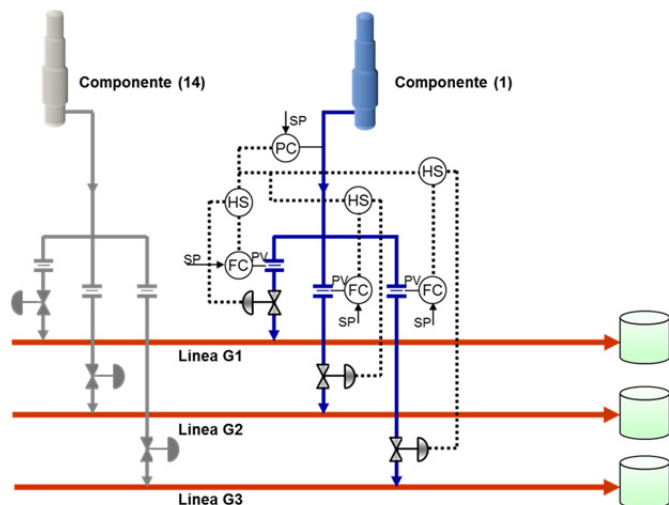 Componente (14)
Componente (1)
SP
PC
HS
HS
HS
SP
FC
PV
PV
FC
PV
FC
SP
SP
Linea G1
Linea G2
Linea G3